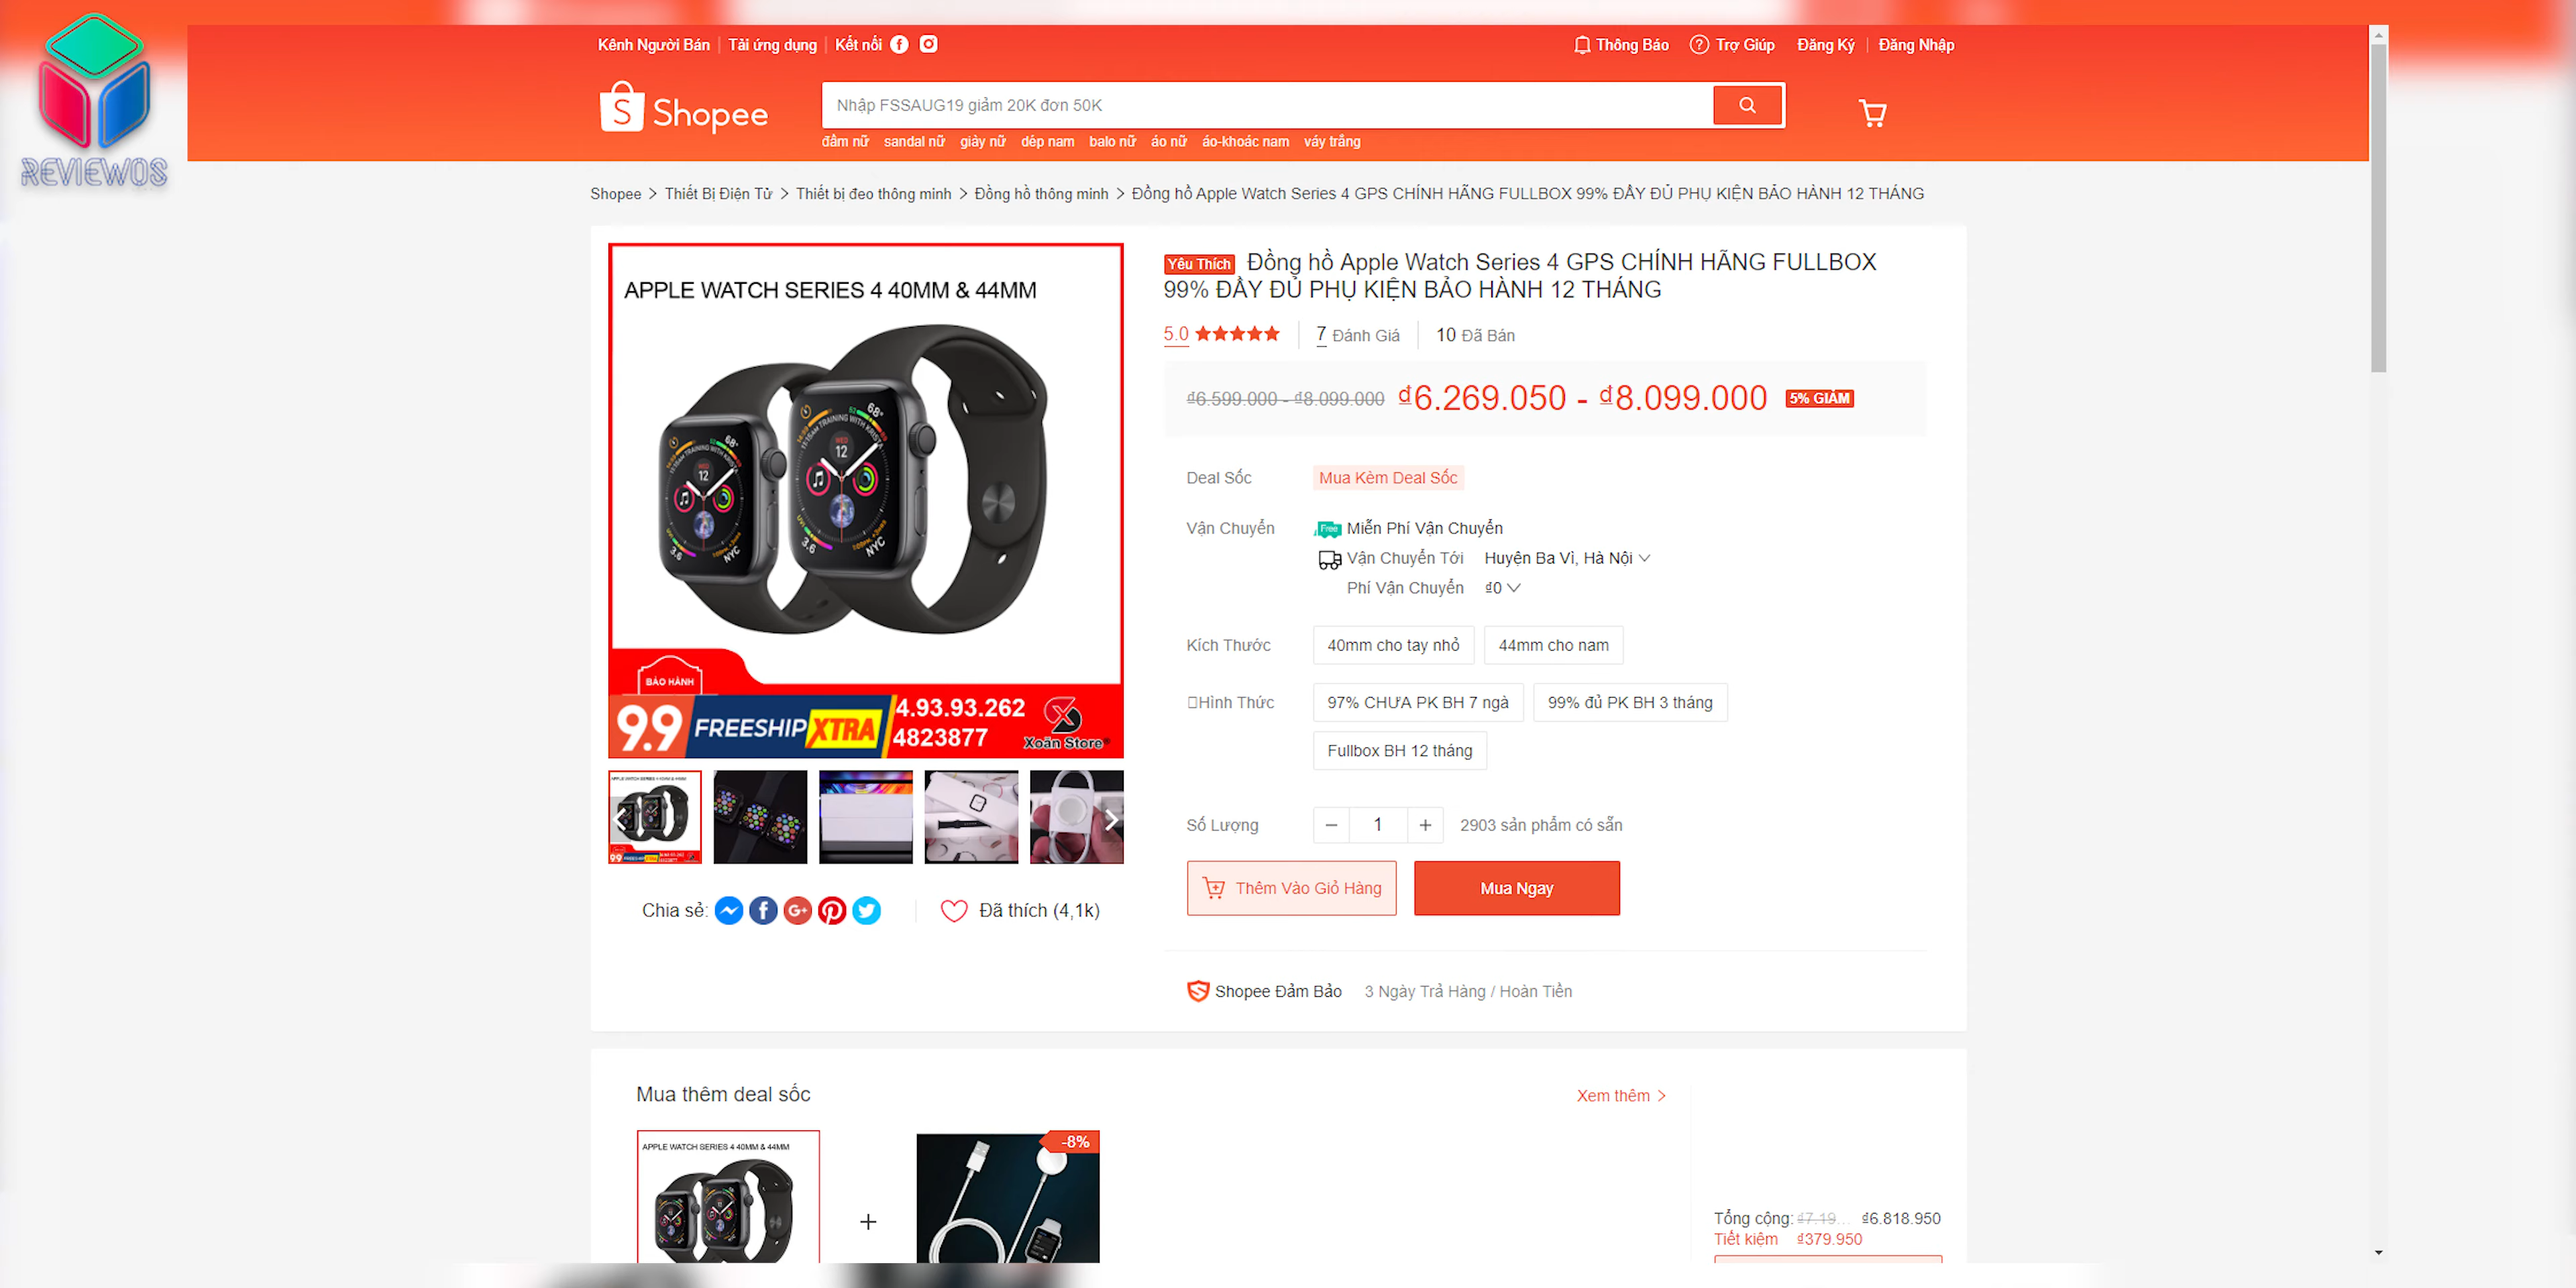 REVIEWOS
Kênh Người Bán Tải ứng dụng Kết nối
Thông Báo Trợ Giúp Đăng Ký Đăng Nhập
Shopee
Nhập FSSAUG19 giảm 20K đơn 50K
đầm nữ sandal nữ giày nữ dép nam balo nữ áo nữ áo-khoác nam váy trắng
Shopee > Thiết Bị Điện Tử > Thiết bị đeo thông minh > Đồng hồ thông minh > Đồng hồ Apple Watch Series 4 GPS CHÍNH HÃNG FULLBOX 99% ĐẦY ĐỦ PHỤ KIỆN BẢO HÀNH 12 THÁNG
APPLE WATCH SERIES 4 40MM & 44MM
BẢO HÀNH
9.9 FREESHIP XTRA
4.93.93.262
4823877
Xoăn Store
Chia sẻ:
Đã thích (4,1k)
Yêu Thích Đồng hồ Apple Watch Series 4 GPS CHÍNH HÃNG FULLBOX
99% ĐẦY ĐỦ PHỤ KIỆN BẢO HÀNH 12 THÁNG
5.0 7 Đánh Giá 10 Đã Bán
₫6.599.000 - ₫8.099.000 ₫6.269.050 - ₫8.099.000 5% GIẢM
Deal Sốc Mua Kèm Deal Sốc
Vận Chuyển Free Miễn Phí Vận Chuyển
Vận Chuyển Tới Huyện Ba Vì, Hà Nội
Phí Vận Chuyển ₫0
Kích Thước 40mm cho tay nhỏ 44mm cho nam
Hình Thức 97% CHƯA PK BH 7 ngà 99% đủ PK BH 3 tháng
Fullbox BH 12 tháng
Số Lượng 1 2903 sản phẩm có sẵn
Thêm Vào Giỏ Hàng Mua Ngay
Shopee Đảm Bảo 3 Ngày Trả Hàng / Hoàn Tiền
Mua thêm deal sốc
Xem thêm >
APPLE WATCH SERIES 4 40MM & 44MM
-8%
Tổng cộng: ₫7.19... ₫6.818.950
Tiết kiệm ₫379.950